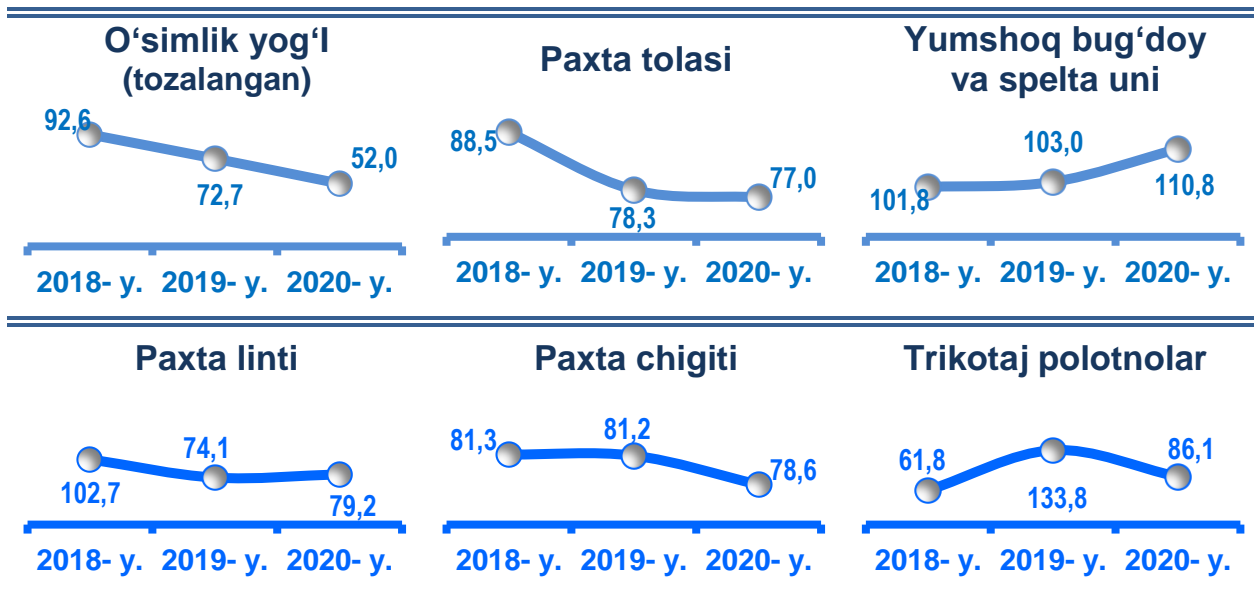 O‘simlik yog‘I
(tozalangan)
92,6
72,7
52,0
2018- y. 2019- y. 2020- y.
Paxta tolasi
88,5
78,3
77,0
2018- y. 2019- y. 2020- y.
Yumshoq bug‘doy
va spelta uni
101,8
103,0
110,8
2018- y. 2019- y. 2020- y.
Paxta linti
102,7
74,1
79,2
2018- y. 2019- y. 2020- y.
Paxta chigiti
81,3
81,2
78,6
2018- y. 2019- y. 2020- y.
Trikotaj polotnolar
61,8
133,8
86,1
2018- y. 2019- y. 2020- y.